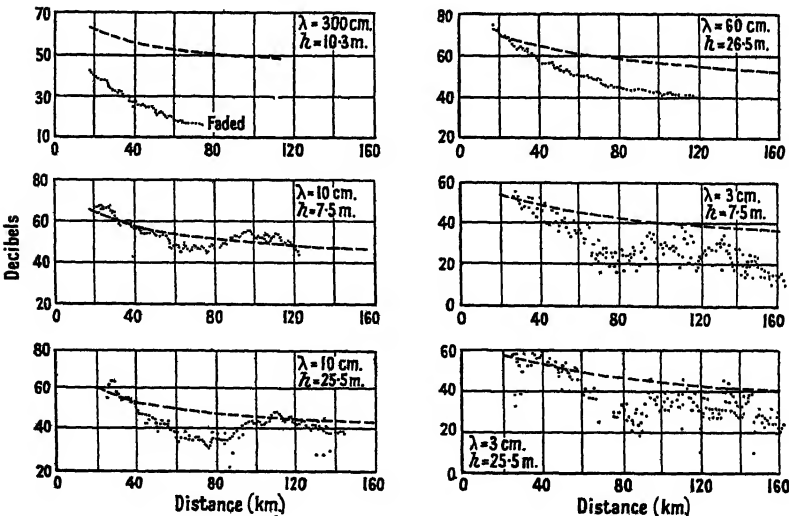 70
50
30
10
0 40 80 120 160
λ=300 cm.
h=10·3 m.
Faded
80
60
40
20
0 40 80 120 160
λ=60 cm.
h=26·5 m.
Decibels
80
60
40
20
0 40 80 120 160
λ=10 cm.
h=7·5 m.
60
40
20
0
0 40 80 120 160
λ=3 cm.
h=7·5 m.
80
60
40
20
0 40 80 120 160
λ=10 cm.
h=25·5 m.
Distance (km.)
60
40
20
0
0 40 80 120 160
λ=3 cm.
h=25·5 m.
Distance (km.)